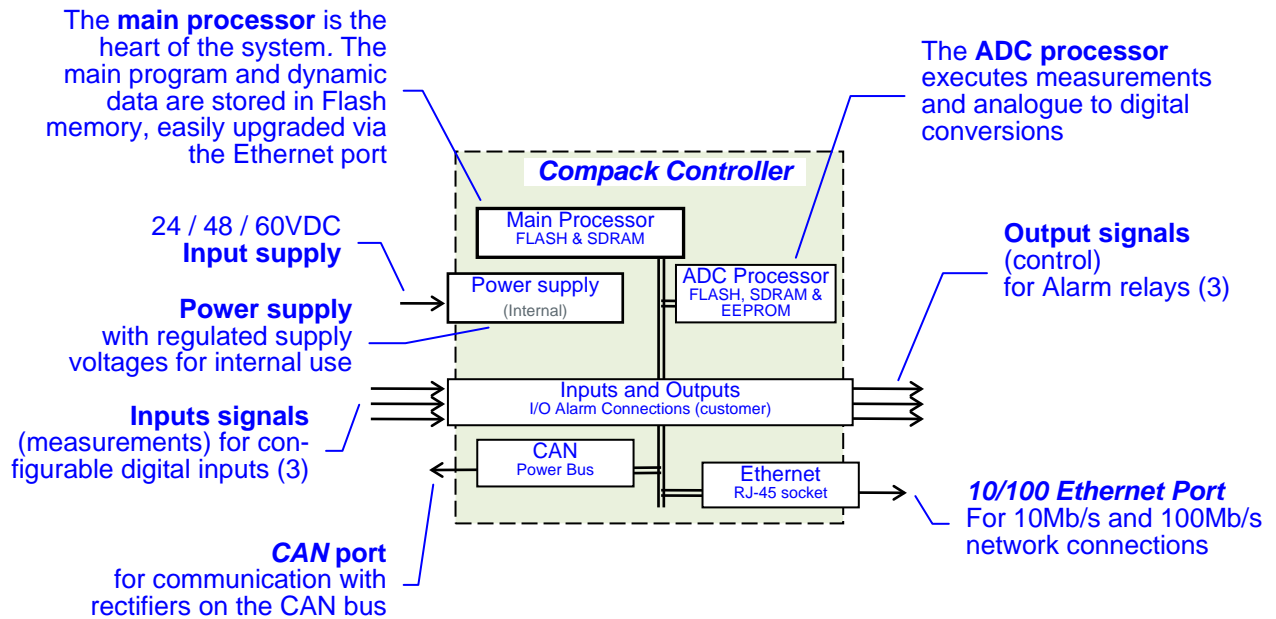 The main processor is the
heart of the system. The
main program and dynamic
data are stored in Flash
memory, easily upgraded via
the Ethernet port
The ADC processor
executes measurements
and analogue to digital
conversions
Compack Controller
Main Processor
FLASH & SDRAM
24 / 48 / 60VDC
Input supply
Output signals
(control)
for Alarm relays (3)
ADC Processor
FLASH, SDRAM &
EEPROM
Power supply
(Internal)
Power supply
with regulated supply
voltages for internal use
Inputs and Outputs
I/O Alarm Connections (customer)
Inputs signals
(measurements) for con-
figurable digital inputs (3)
CAN
Power Bus
Ethernet
RJ-45 socket
10/100 Ethernet Port
For 10Mb/s and 100Mb/s
network connections
CAN port
for communication with
rectifiers on the CAN bus